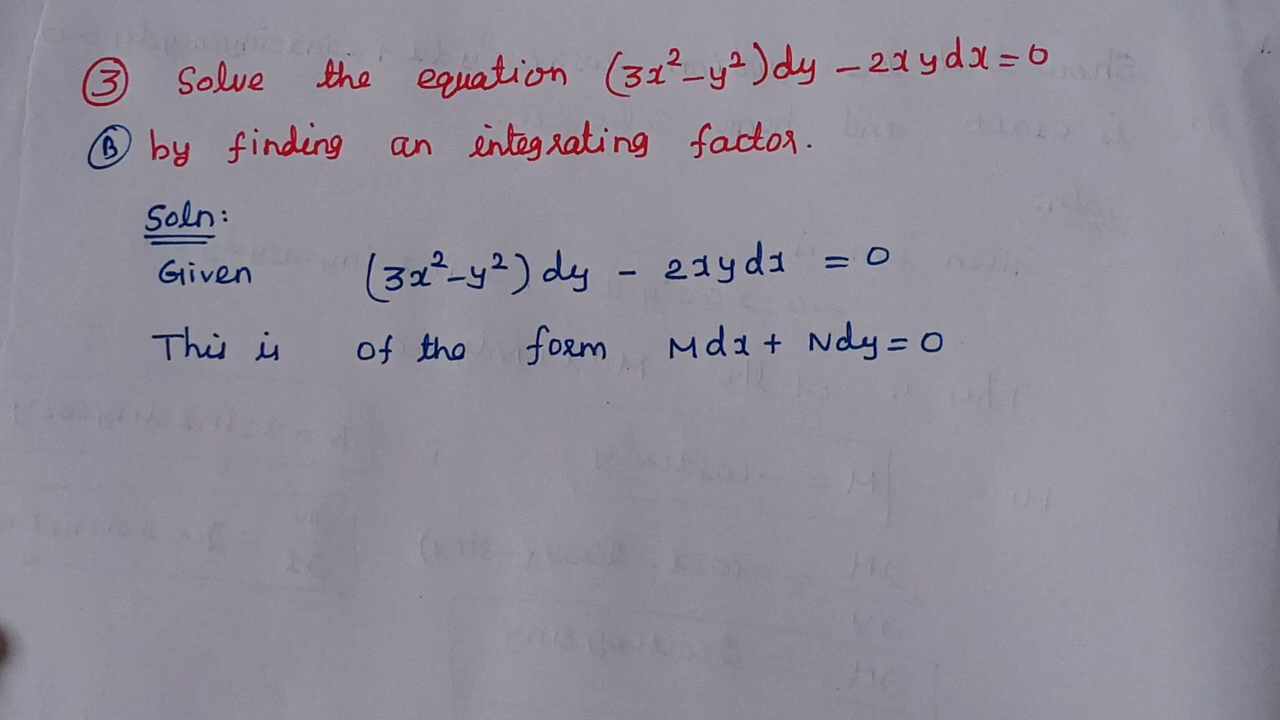 ③ Solve the equation (3x²-y²)dy - 2xydx = 0
Ⓑ by finding an integrating factor.
Soln:
Given (3x²-y²) dy - 2xydx = 0
This is of the form Mdx + Ndy = 0